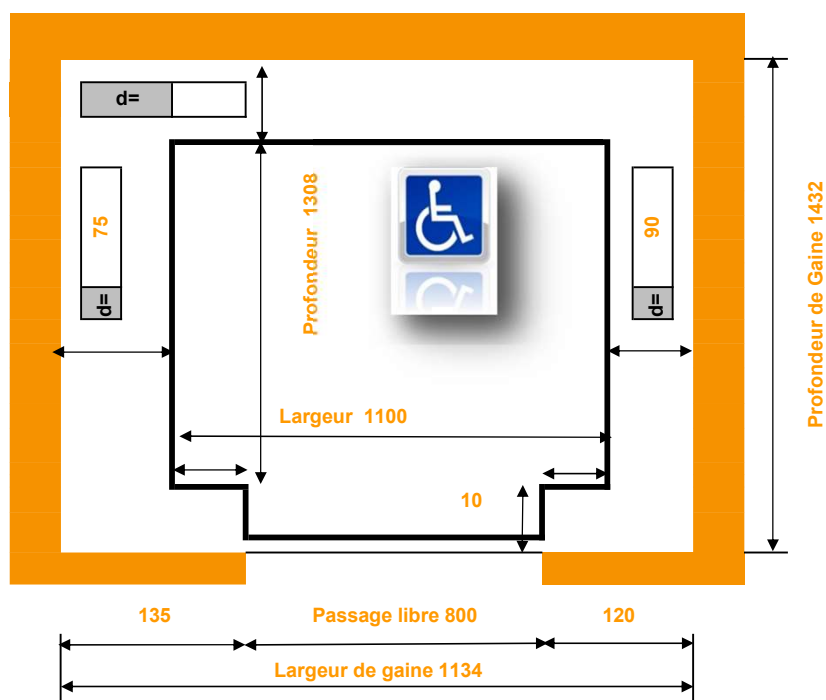 d=
Profondeur 1308
75
d=
90
d=
Profondeur de Gaine 1432
Largeur 1100
10
135
Passage libre 800
120
Largeur de gaine 1134